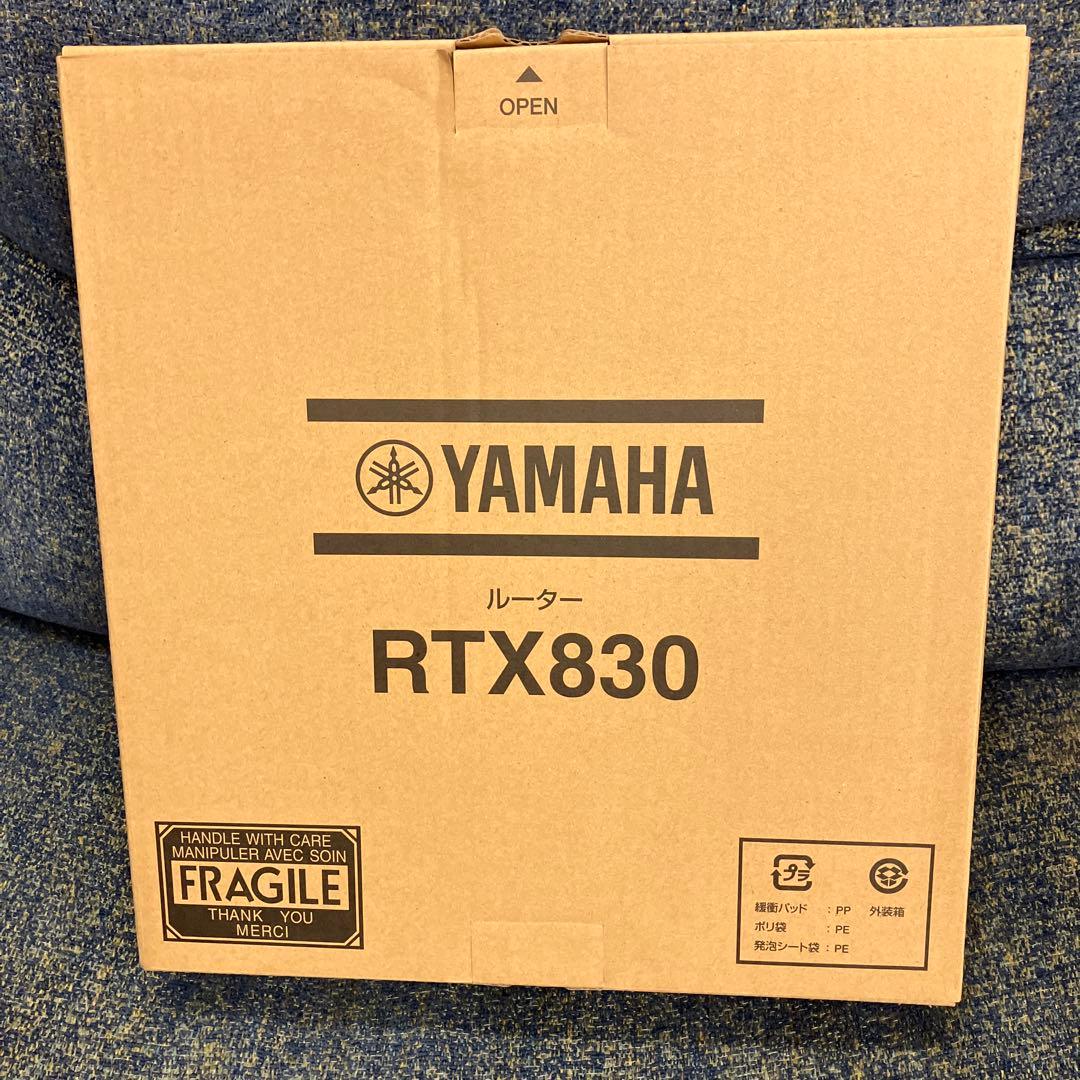 OPEN
YAMAHA
ルーター
RTX830
HANDLE WITH CARE
MANIPULER AVEC SOIN
FRAGILE
THANK YOU
MERCI
プラ
緩衝パッド : PP
ポリ袋 : PE
発泡シート袋 : PE
外装箱